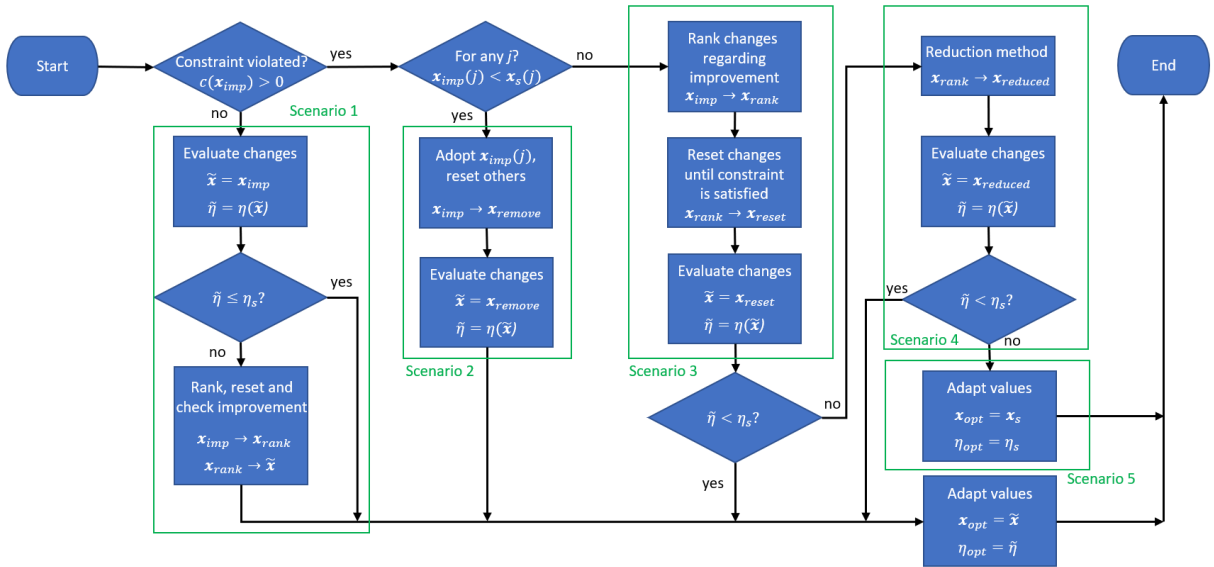 Start
Constraint violated?
c(x_imp) > 0
yes
no
For any j?
x_imp(j) < x_s(j)
no
yes
Rank changes
regarding
improvement
x_imp → x_rank
Reduction method
x_rank → x_reduced
End
Scenario 1
Evaluate changes
x̃ = x_imp
η̃ = η(x̃)
η̃ ≤ η_s?
yes
no
Rank, reset and
check improvement
x_imp → x_rank
x_rank → x̃
Adopt x_imp(j),
reset others
x_imp → x_remove
Evaluate changes
x̃ = x_remove
η̃ = η(x̃)
Scenario 2
Reset changes
until constraint
is satisfied
x_rank → x_reset
Evaluate changes
x̃ = x_reset
η̃ = η(x̃)
Scenario 3
η̃ < η_s?
no
yes
Evaluate changes
x̃ = x_reduced
η̃ = η(x̃)
η̃ < η_s?
yes
no
Scenario 4
Adapt values
x_opt = x_s
η_opt = η_s
Scenario 5
Adapt values
x_opt = x̃
η_opt = η̃